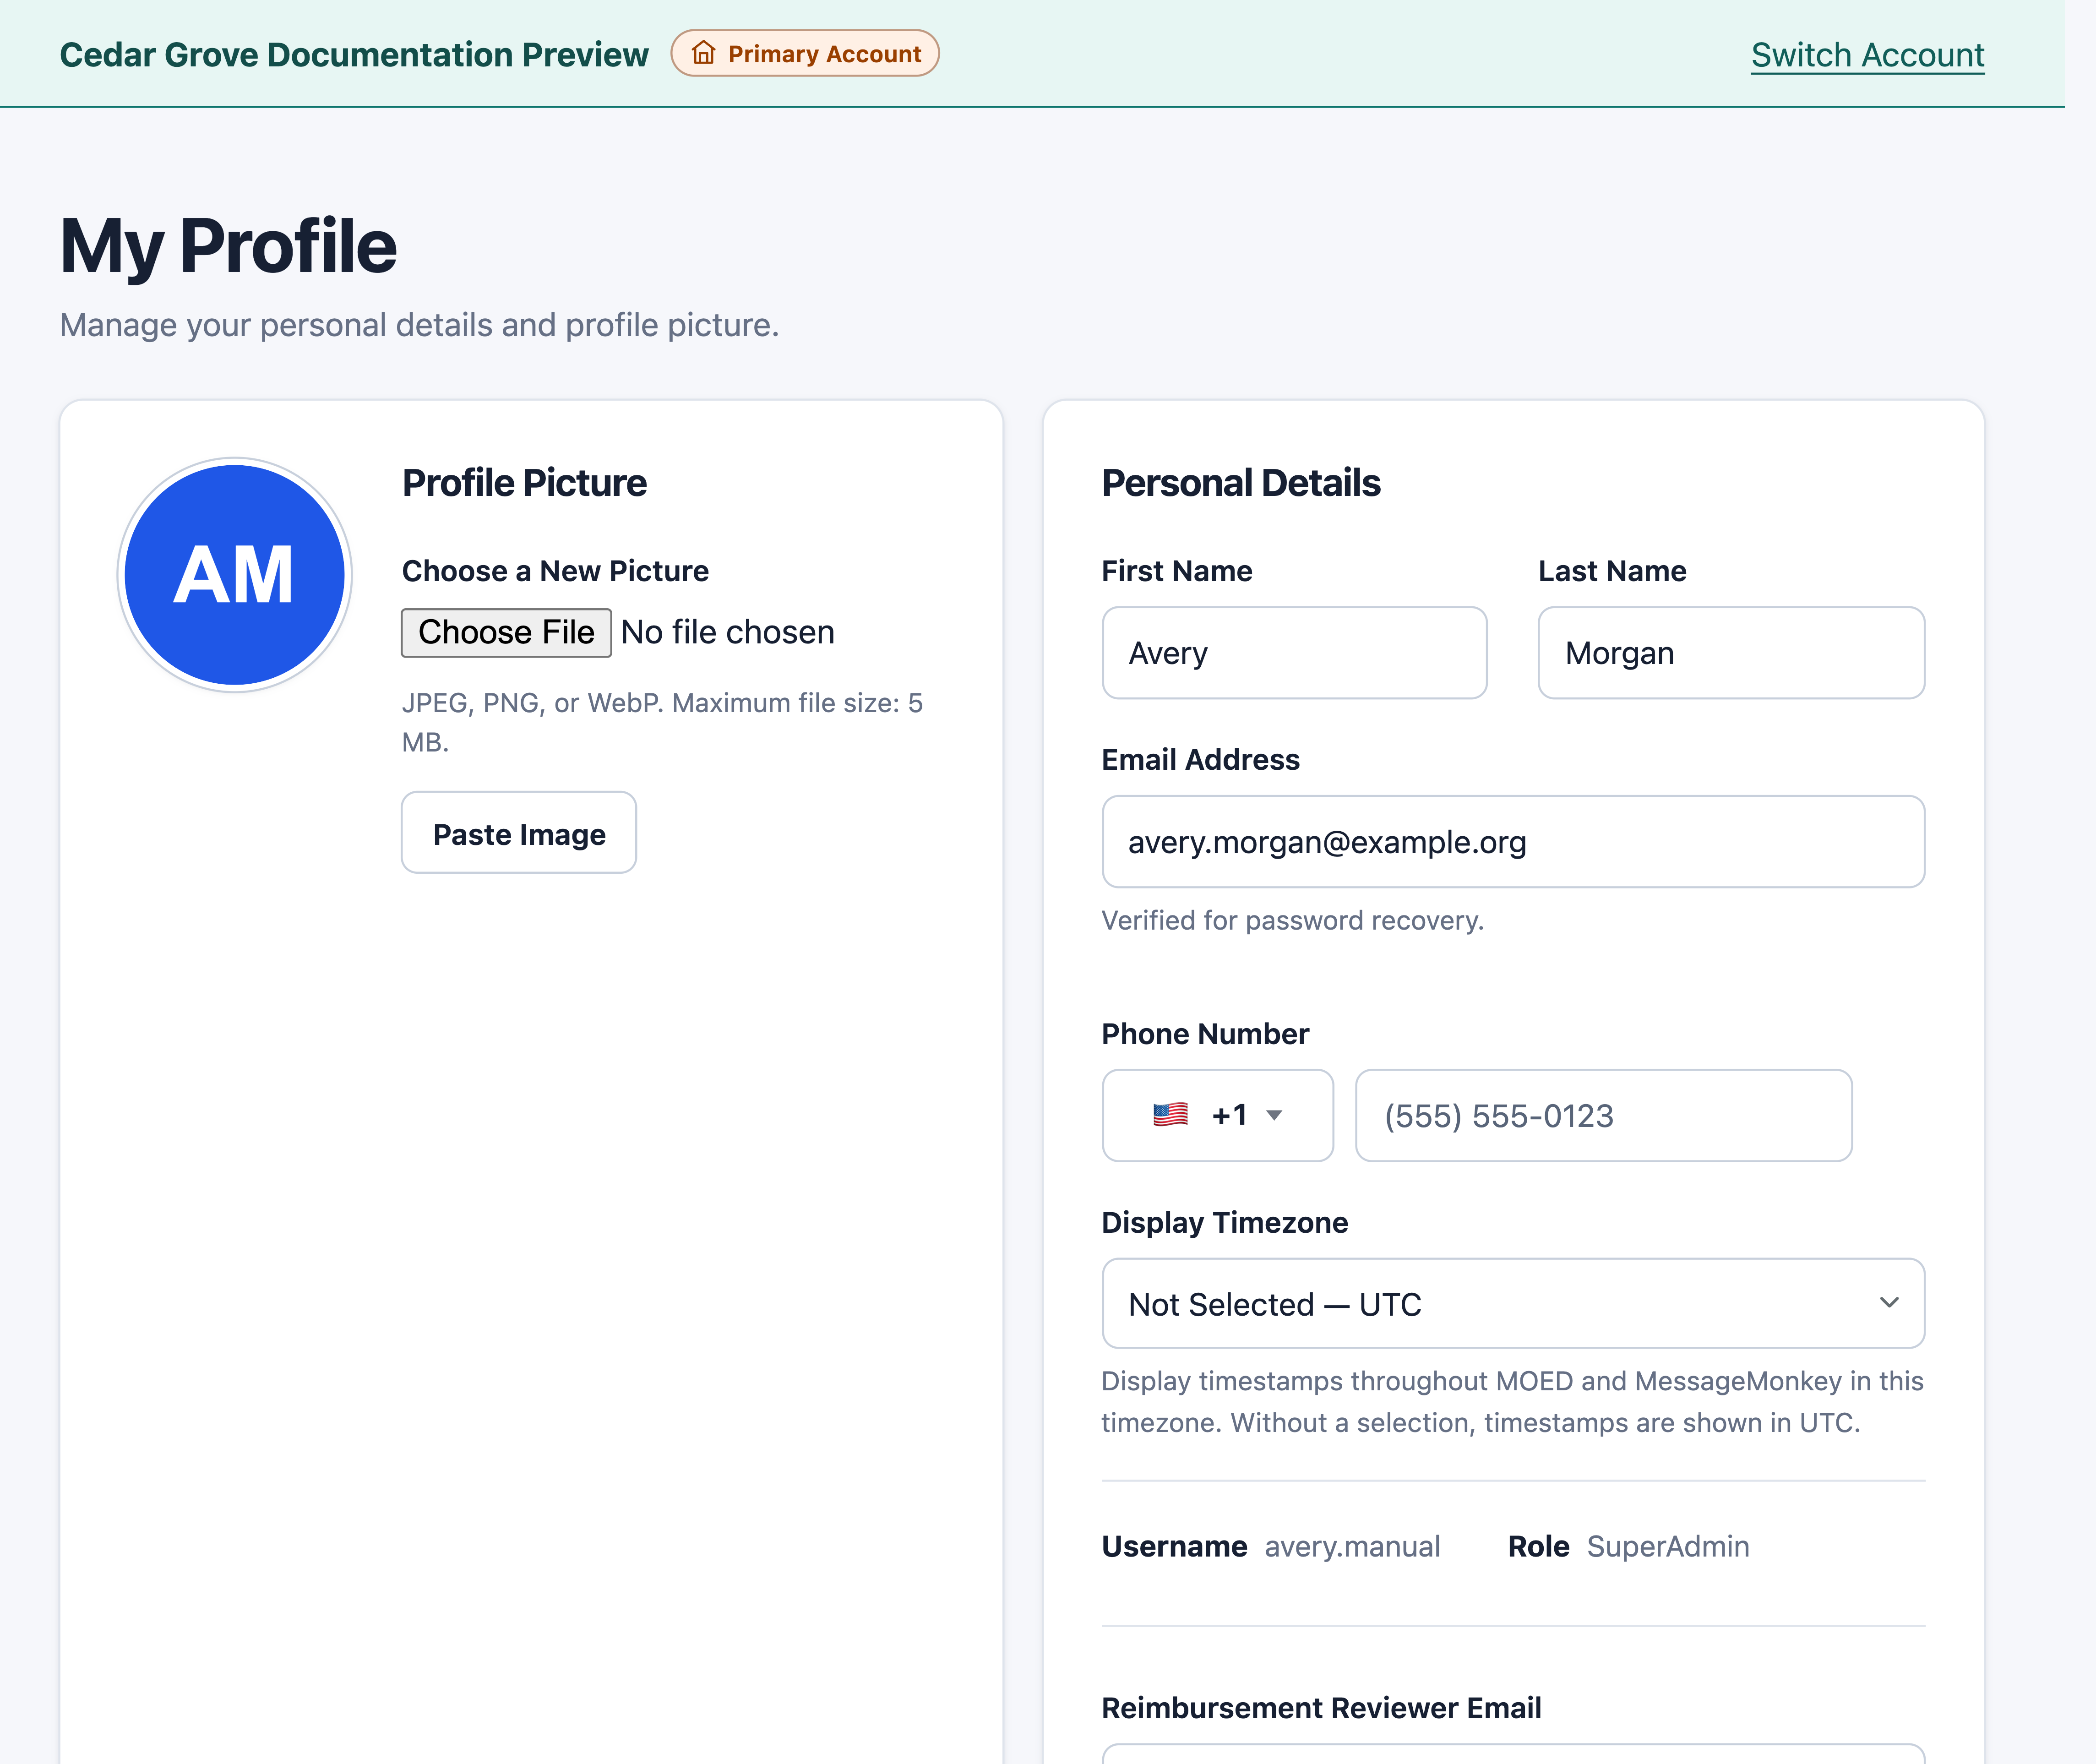 Cedar Grove Documentation Preview
Primary Account
Switch Account
My Profile
Manage your personal details and profile picture.
AM
Profile Picture
Choose a New Picture
Choose File No file chosen
JPEG, PNG, or WebP. Maximum file size: 5
MB.
Paste Image
Personal Details
First Name
Last Name
Avery
Morgan
Email Address
avery.morgan@example.org
Verified for password recovery.
Phone Number
+1
(555) 555-0123
Display Timezone
Not Selected — UTC
Display timestamps throughout MOED and MessageMonkey in this
timezone. Without a selection, timestamps are shown in UTC.
Username avery.manual
Role SuperAdmin
Reimbursement Reviewer Email